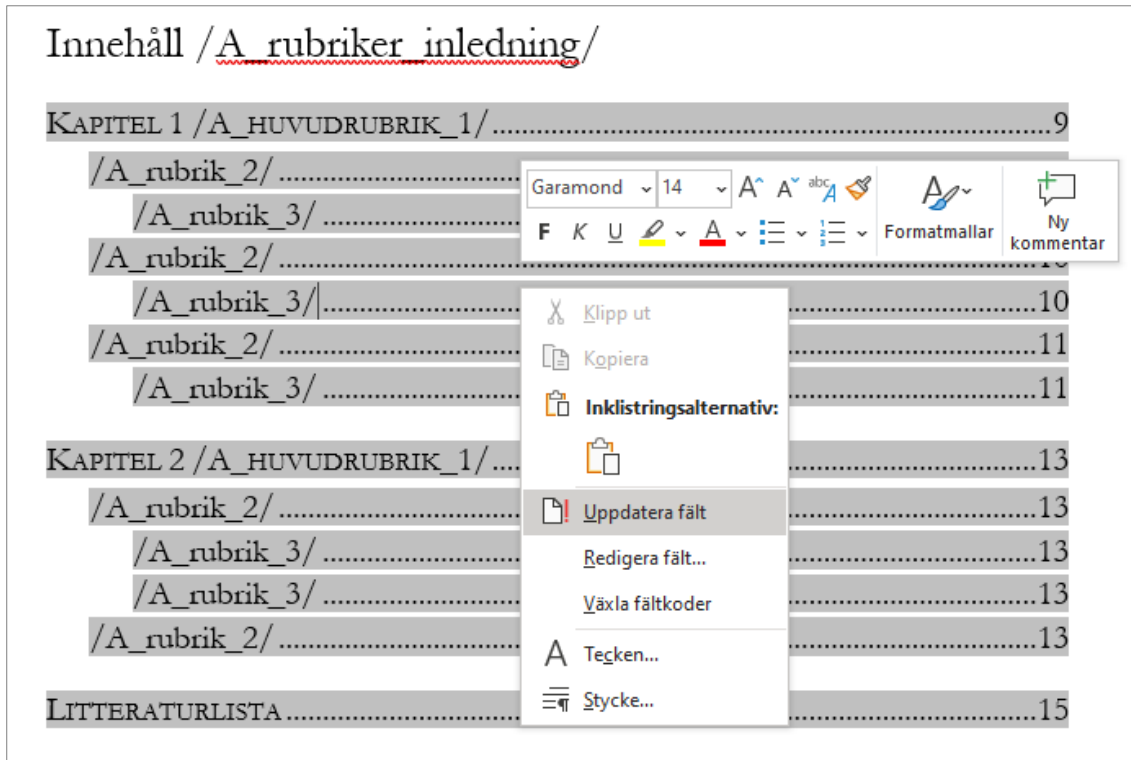 Innehåll /A_rubriker_inledning/
KAPITEL 1 /A_HUVUDRUBRIK_1/.......................................................................9
/A_rubrik_2/ ..............................
/A_rubrik_3/ ........................
/A_rubrik_2/ ..............................
/A_rubrik_3/ ........................ 10
/A_rubrik_2/ .............................. 11
/A_rubrik_3/ ........................ 11
KAPITEL 2 /A_HUVUDRUBRIK_1/.... 13
/A_rubrik_2/ .............................. 13
/A_rubrik_3/ ........................ 13
/A_rubrik_3/ ........................ 13
/A_rubrik_2/ .............................. 13
LITTERATURLISTA .............................. 15
Garamond 14 A A abc A Formatmallar Ny kommentar
F K U A
Klipp ut
Kopiera
Inklistringsalternativ:
Uppdatera fält
Redigera fält...
Växla fältkoder
Tecken...
Stycke...